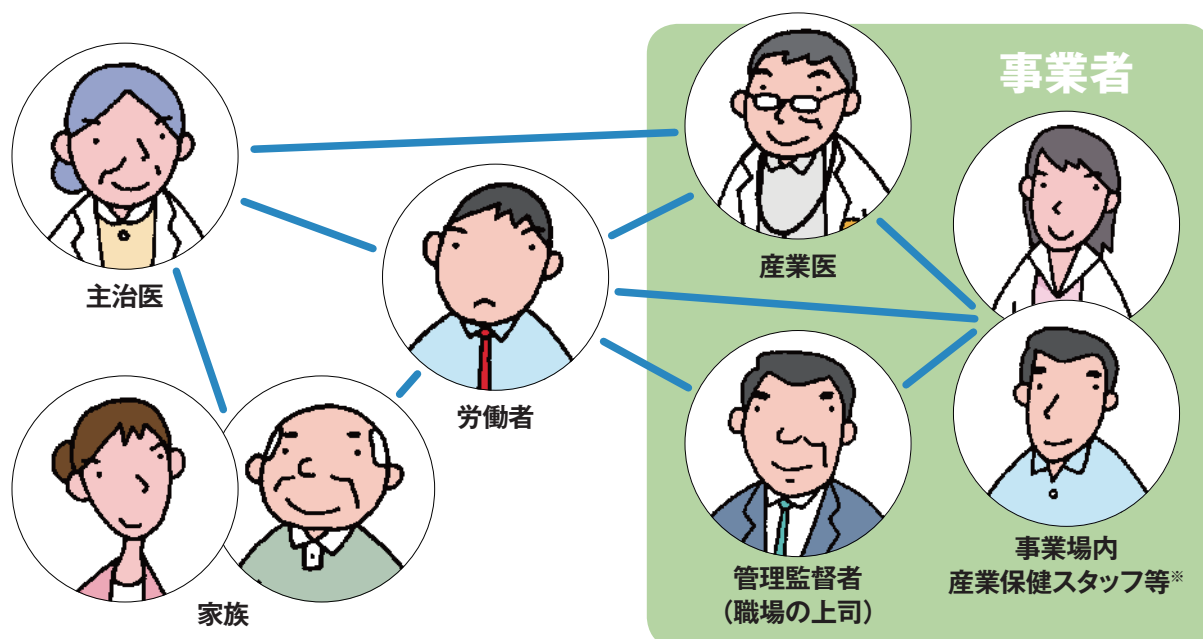 事業者
主治医
産業医
労働者
家族
管理監督者
（職場の上司）
事業場内
産業保健スタッフ等※